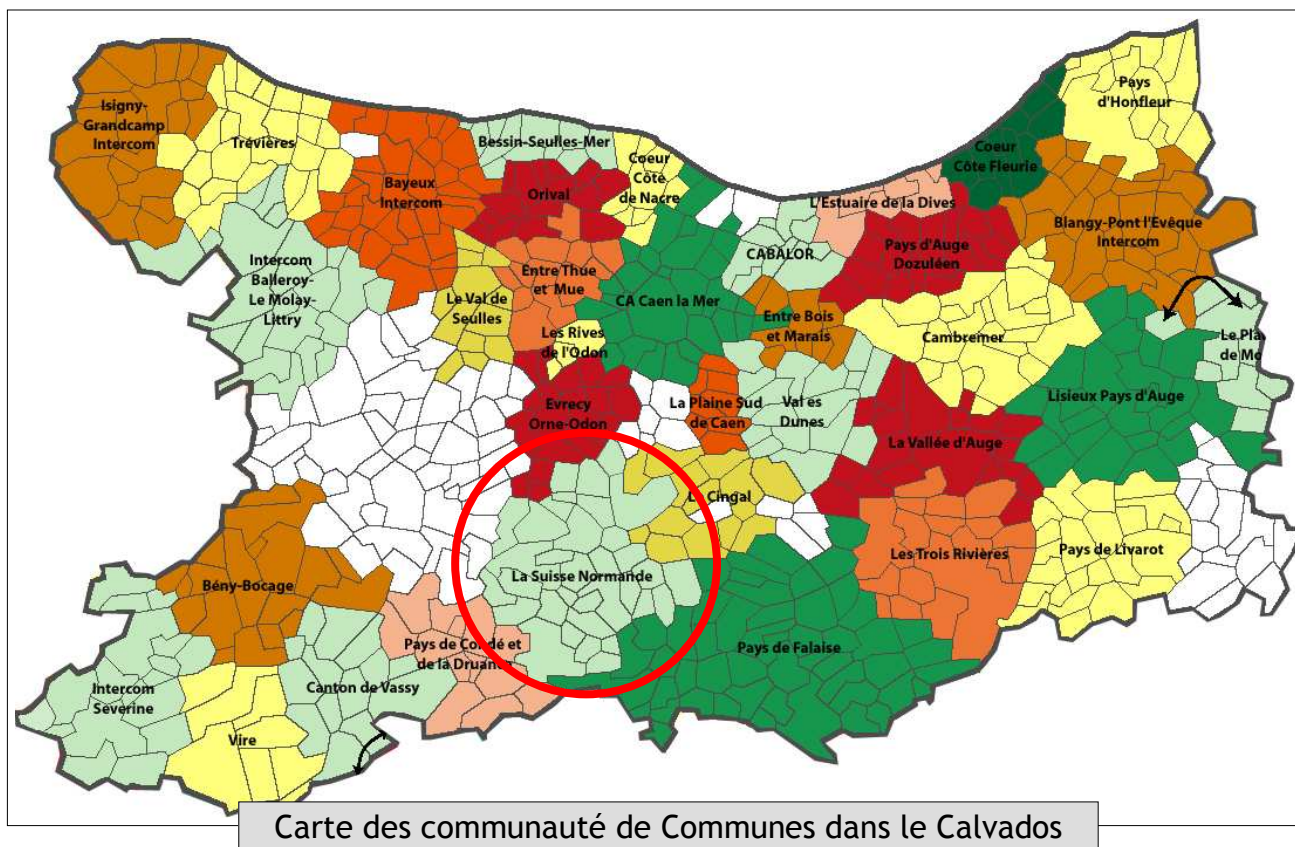 Pays
d'Honfleur
Isigny-
Grandcamp
Intercom
Trévières
Bessin-Seulles-Mer
Coeur
Côte
de Nacre
Coeur
Côte Fleurie
Bayeux
Intercom
Orival
L'Estuaire de la Dives
Blangy-Pont l'Evêque
Intercom
Pays d'Auge
Dozuléen
CABALOR
Intercom
Balleroy-
Le Molay-
Littry
Entre Thue
et Mue
Le Val de
Seulles
CA Caen la Mer
Entre Bois
et Marais
Les Rives
de l'Odon
Cambremer
Le Pla
de Mo
Evrecy
Orne-Odon
La Plaine Sud
de Caen
Val es
Dunes
Lisieux Pays d'Auge
La Vallée d'Auge
Le Cingal
Les Trois Rivières
Pays de Livarot
La Suisse Normande
Bény-Bocage
Pays de Condé et
de la Druance
Pays de Falaise
Intercom
Séverine
Canton de Vassy
Vire
Carte des communauté de Communes dans le Calvados